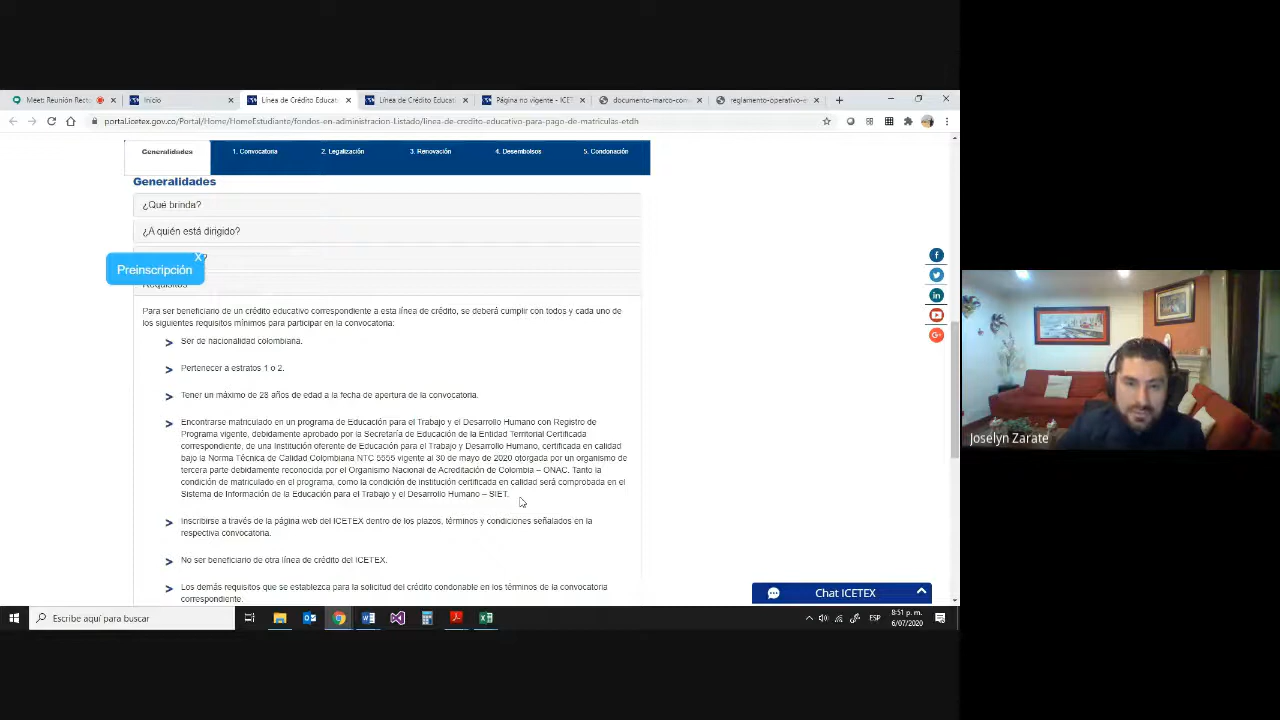 Meet: Reunión Rect
Inicio
Línea de Crédito Educati
Línea de Crédito Educati
Página no vigente - ICET
documento-marco-con
reglamento-operativo-
portal.icetex.gov.co/Portal/Home/HomeEstudiante/fondos-en-administracion-Listado/linea-de-credito-educativo-para-pago-de-matriculas-etdh
Generalidades 1. Convocatoria 2. Legalización 3. Renovación 4. Desembolsos 5. Condonación
Generalidades
¿Qué brinda?
¿A quién está dirigido?
Preinscripción X
?
Requisitos
Para ser beneficiario de un crédito educativo correspondiente a esta línea de crédito, se deberá cumplir con todos y cada uno de
los siguientes requisitos mínimos para participar en la convocatoria:
> Ser de nacionalidad colombiana.
> Pertenecer a estratos 1 o 2.
> Tener un máximo de 28 años de edad a la fecha de apertura de la convocatoria.
> Encontrarse matriculado en un programa de Educación para el Trabajo y el Desarrollo Humano con Registro de
Programa vigente, debidamente aprobado por la Secretaría de Educación de la Entidad Territorial Certificada
correspondiente, de una Institución oferente de Educación para el Trabajo y Desarrollo Humano, certificada en calidad
bajo la Norma Técnica de Calidad Colombiana NTC 5555 vigente al 30 de mayo de 2020 otorgada por un organismo de
tercera parte debidamente reconocida por el Organismo Nacional de Acreditación de Colombia – ONAC. Tanto la
condición de matriculado en el programa, como la condición de institución certificada en calidad será comprobada en el
Sistema de Información de la Educación para el Trabajo y el Desarrollo Humano – SIET.
> Inscribirse a través de la página web del ICETEX dentro de los plazos, términos y condiciones señalados en la
respectiva convocatoria.
> No ser beneficiario de otra línea de crédito del ICETEX.
> Los demás requisitos que se establezca para la solicitud del crédito condonable en los términos de la convocatoria
correspondiente.
Chat ICETEX
Joselyn Zarate
Escribe aquí para buscar
ESP
8:51 p. m.
6/07/2020